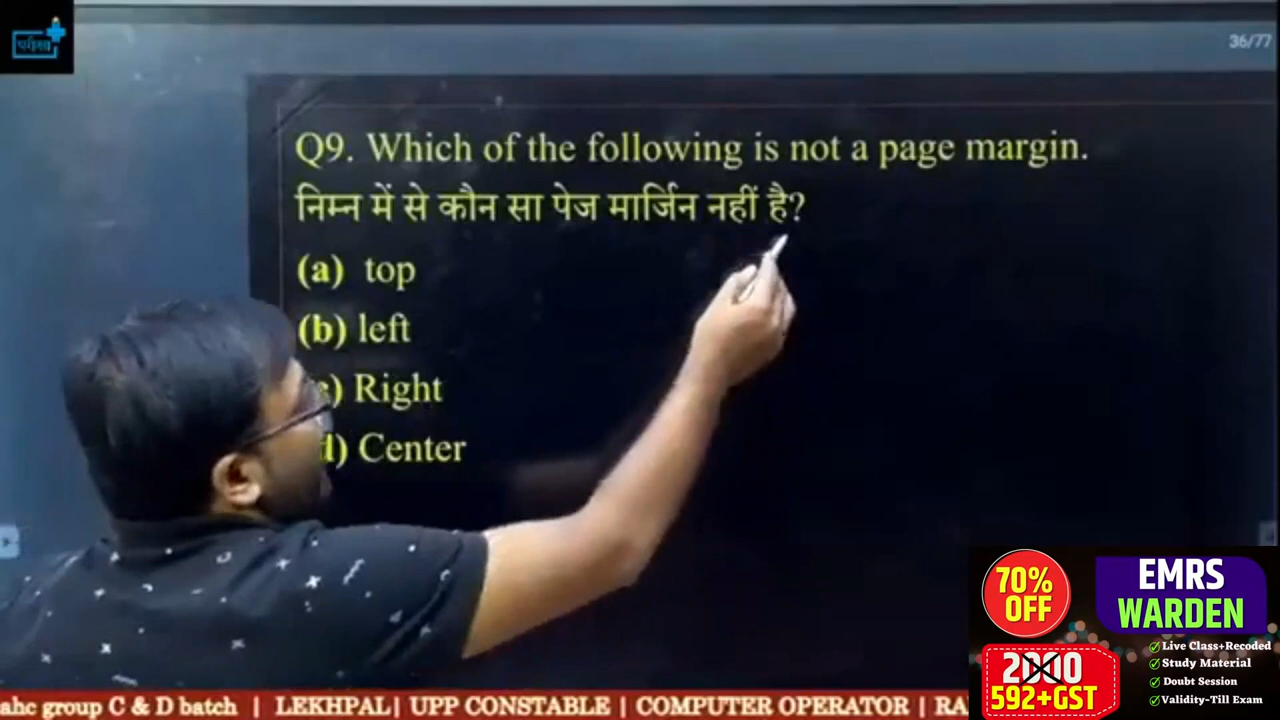 परीक्षा
36/77
Q9. Which of the following is not a page margin.
निम्न में से कौन सा पेज मार्जिन नहीं है?
(a) top
(b) left
) Right
d) Center
70%
OFF
EMRS
WARDEN
2000
592+GST
Live Class+Recoded
Study Material
Doubt Session
Validity-Till Exam
ahc group C & D batch | LEKHPAL| UPP CONSTABLE | COMPUTER OPERATOR | RA